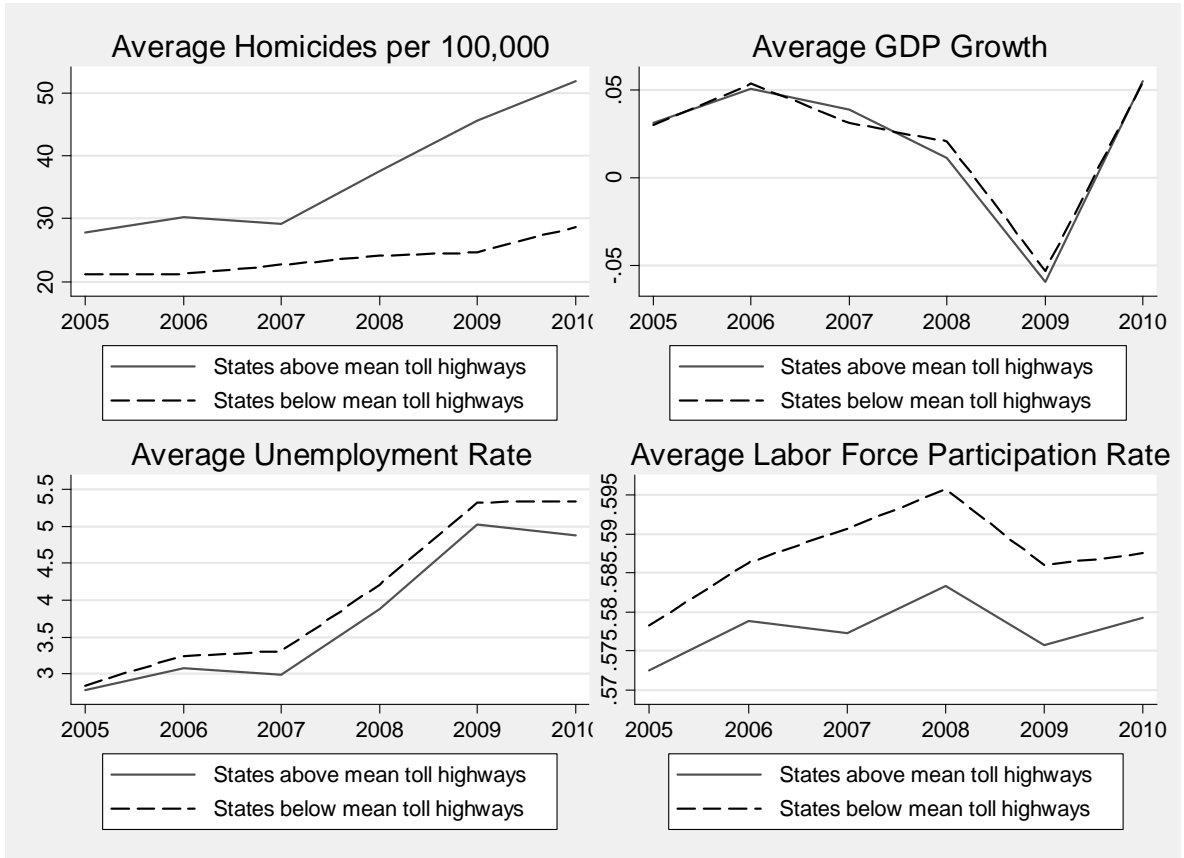 Average Homicides per 100,000
50
40
30
20
2005 2006 2007 2008 2009 2010
States above mean toll highways
States below mean toll highways
Average GDP Growth
.05
0
-.05
2005 2006 2007 2008 2009 2010
States above mean toll highways
States below mean toll highways
Average Unemployment Rate
5.5
5
4.5
4
3.5
3
2005 2006 2007 2008 2009 2010
States above mean toll highways
States below mean toll highways
Average Labor Force Participation Rate
.595
.59
.585
.58
.575
.57
2005 2006 2007 2008 2009 2010
States above mean toll highways
States below mean toll highways